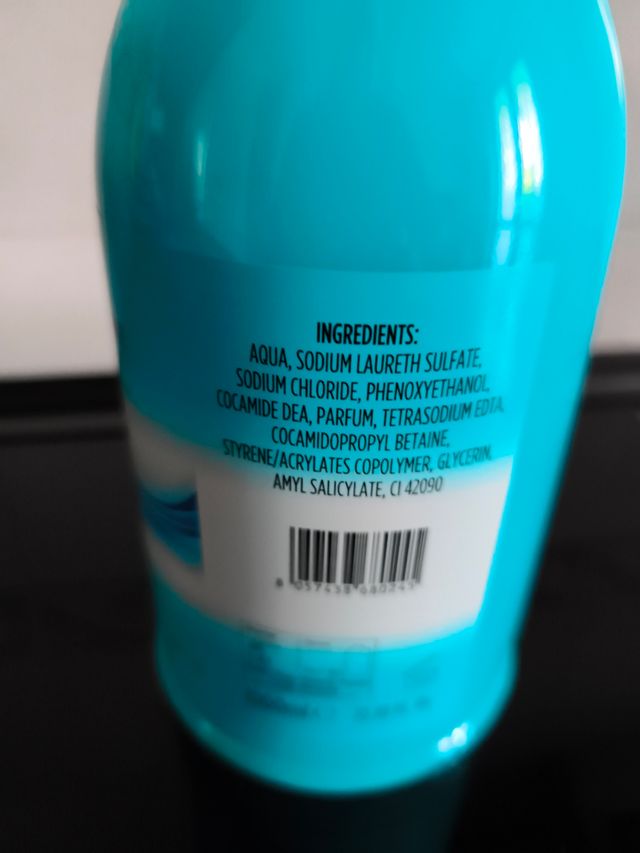 INGREDIENTS:
AQUA, SODIUM LAURETH SULFATE,
SODIUM CHLORIDE, PHENOXYETHANOL,
COCAMIDE DEA, PARFUM, TETRASODIUM EDTA,
COCAMIDOPROPYL BETAINE,
STYRENE/ACRYLATES COPOLYMER, GLYCERIN,
AMYL SALICYLATE, CI 42090